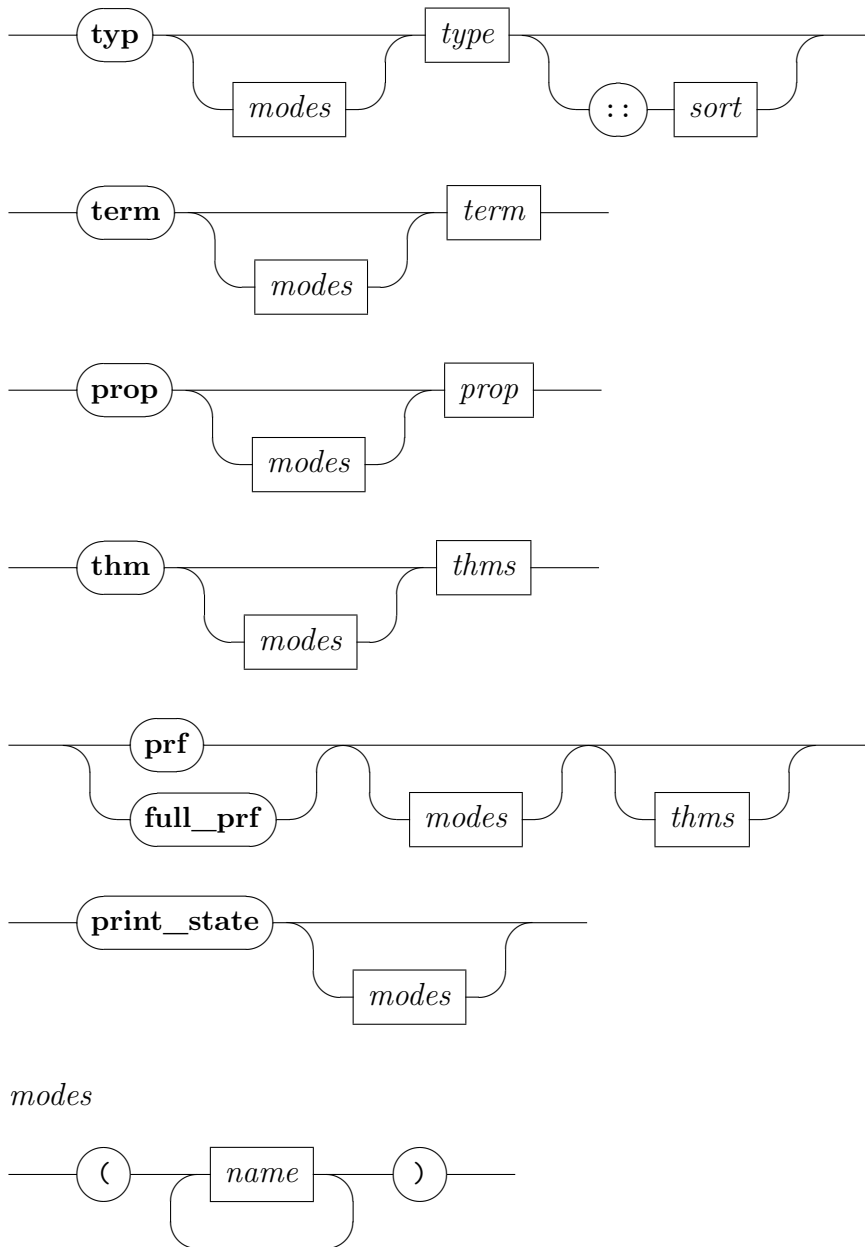 typ type
modes :: sort
term term
modes
prop prop
modes
thm thms
modes
prf
full_prf modes thms
print_state
modes
modes
( name )